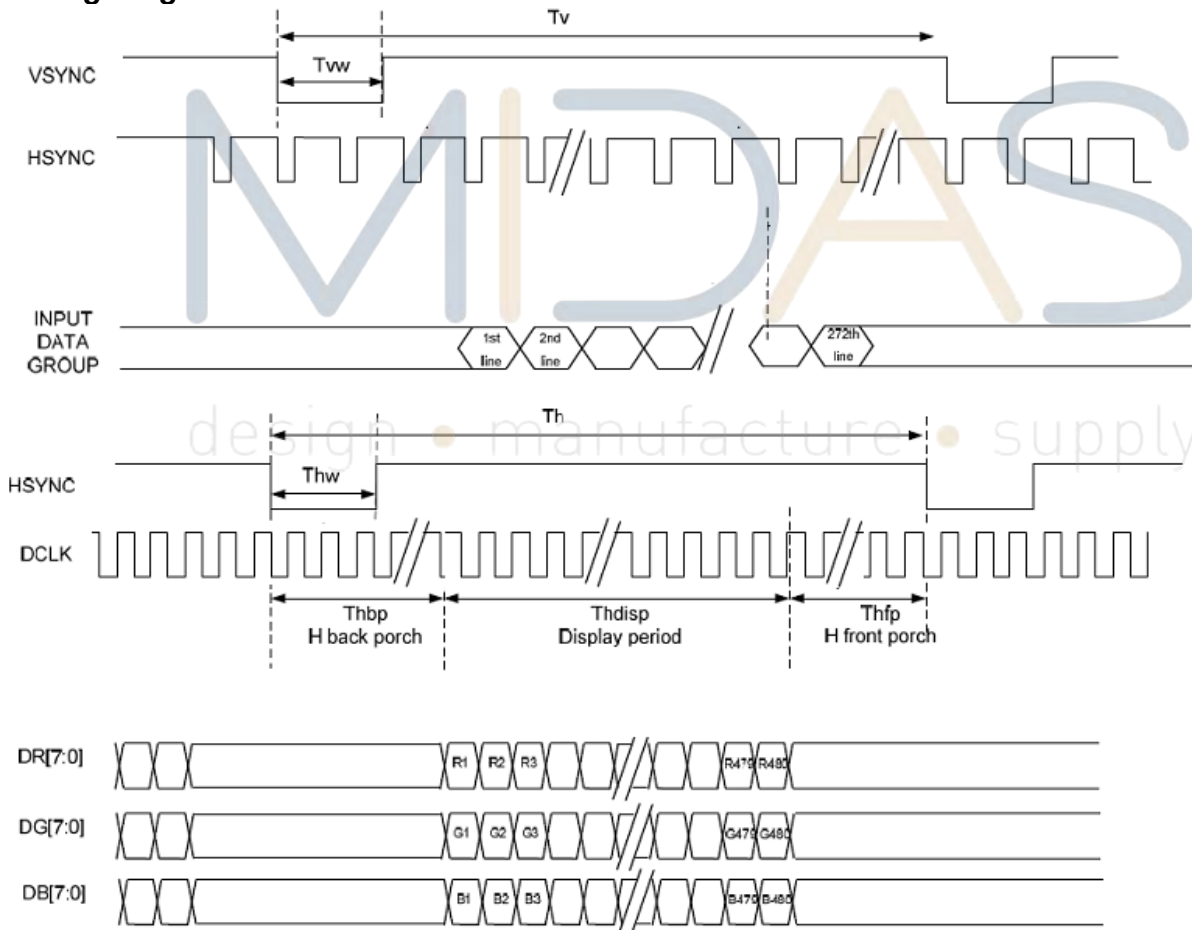 Tv
VSYNC
Tvw
HSYNC
MIDAS
INPUT
DATA
GROUP
1st
line
2nd
line
272th
line
design • manufacture • supply
Th
HSYNC
Thw
DCLK
Thbp
H back porch
Thdisp
Display period
Thfp
H front porch
DR[7:0]
R1 R2 R3 R479 R480
DG[7:0]
G1 G2 G3 G479 G480
DB[7:0]
B1 B2 B3 B479 B480